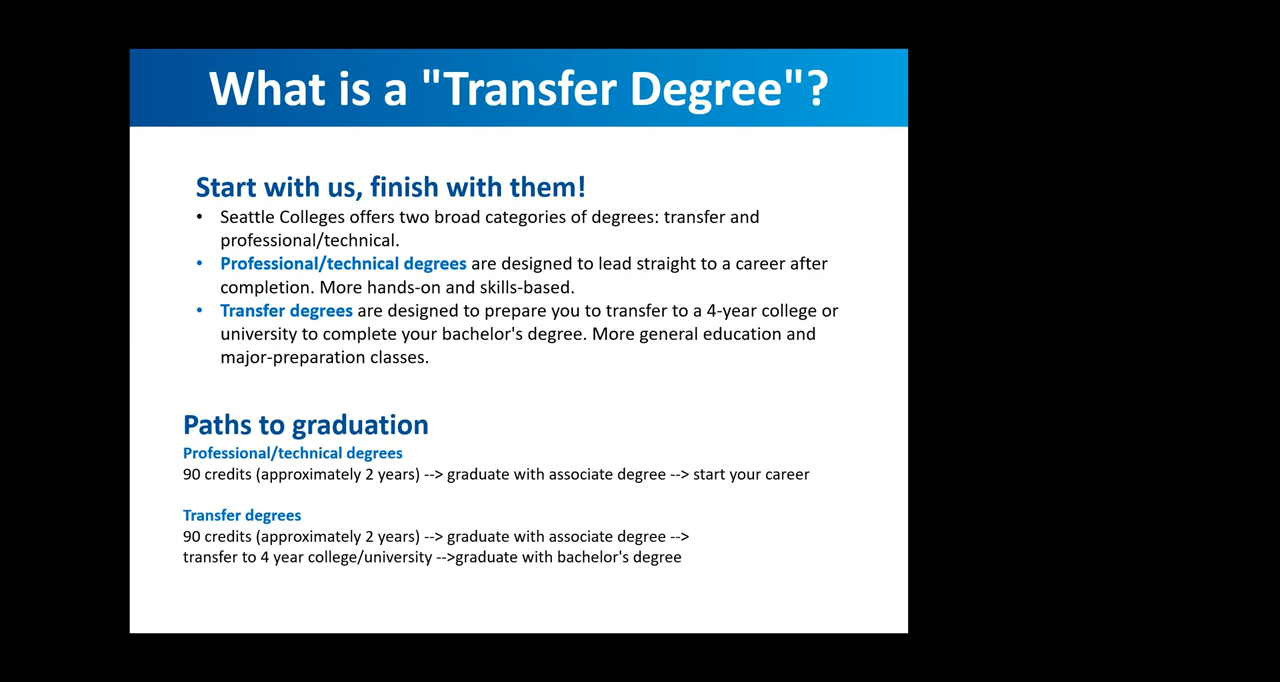 What is a "Transfer Degree"?
Start with us, finish with them!
• Seattle Colleges offers two broad categories of degrees: transfer and
professional/technical.
• Professional/technical degrees are designed to lead straight to a career after
completion. More hands-on and skills-based.
• Transfer degrees are designed to prepare you to transfer to a 4-year college or
university to complete your bachelor's degree. More general education and
major-preparation classes.
Paths to graduation
Professional/technical degrees
90 credits (approximately 2 years) --> graduate with associate degree --> start your career
Transfer degrees
90 credits (approximately 2 years) --> graduate with associate degree -->
transfer to 4 year college/university -->graduate with bachelor's degree